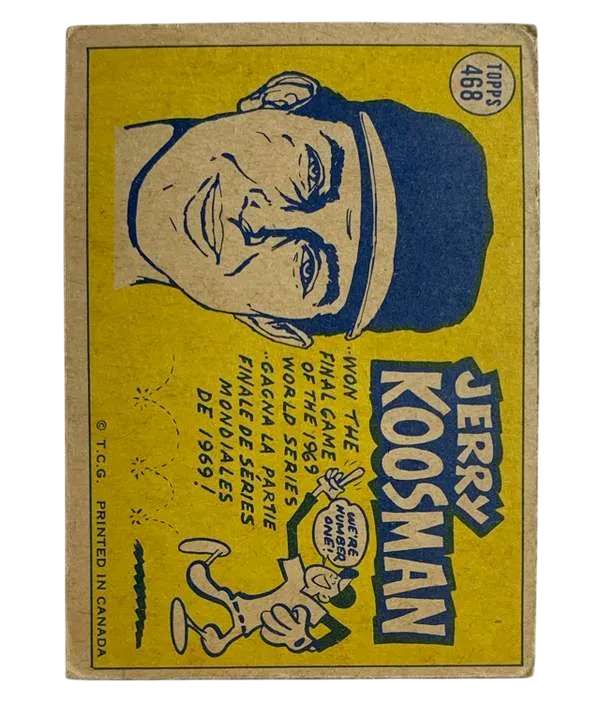 TOPPS
468
JERRY
KOOSMAN
..WON THE
FINAL GAME
OF THE 1969
WORLD SERIES
..GAGNA LA PARTIE
FINALE DE SÉRIES
MONDIALES
DE 1969!
WE'RE
NUMBER
ONE!
© T.C.G. PRINTED IN CANADA